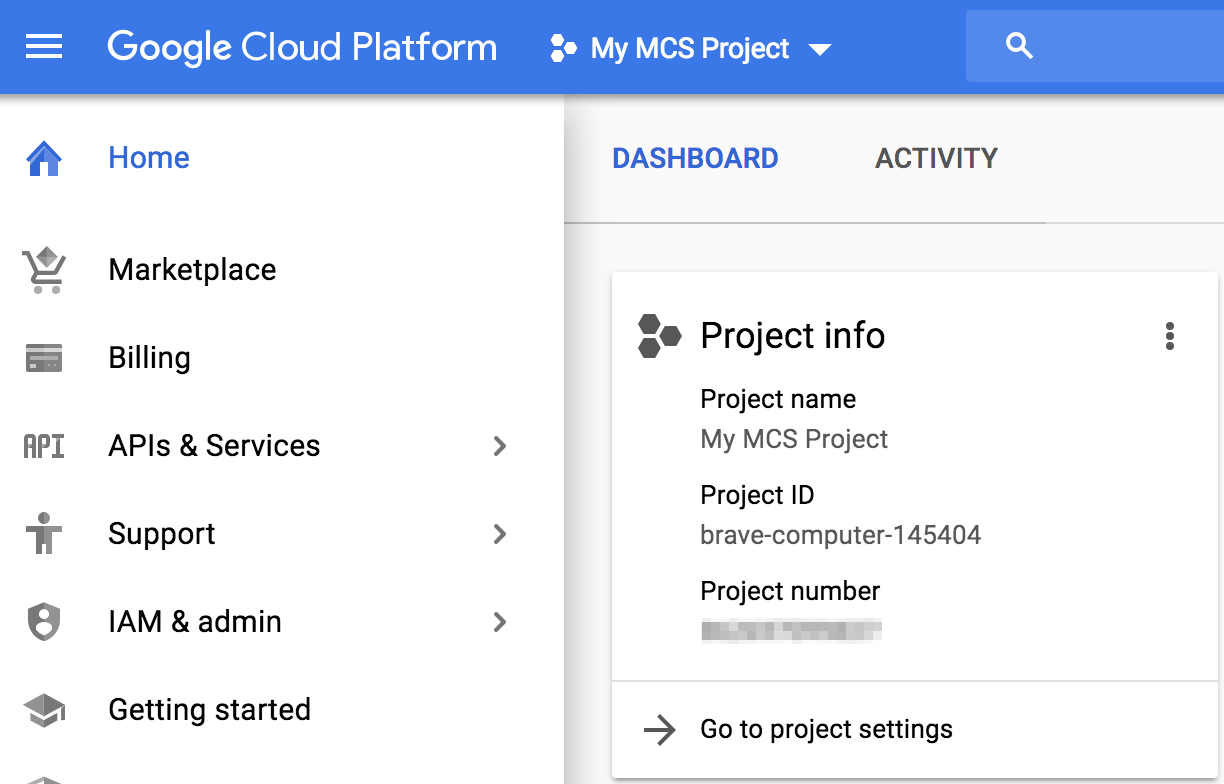 Google Cloud Platform
My MCS Project
Home
Marketplace
Billing
API
APIs & Services
Support
IAM & admin
Getting started
DASHBOARD
ACTIVITY
Project info
Project name
My MCS Project
Project ID
brave-computer-145404
Project number
Go to project settings